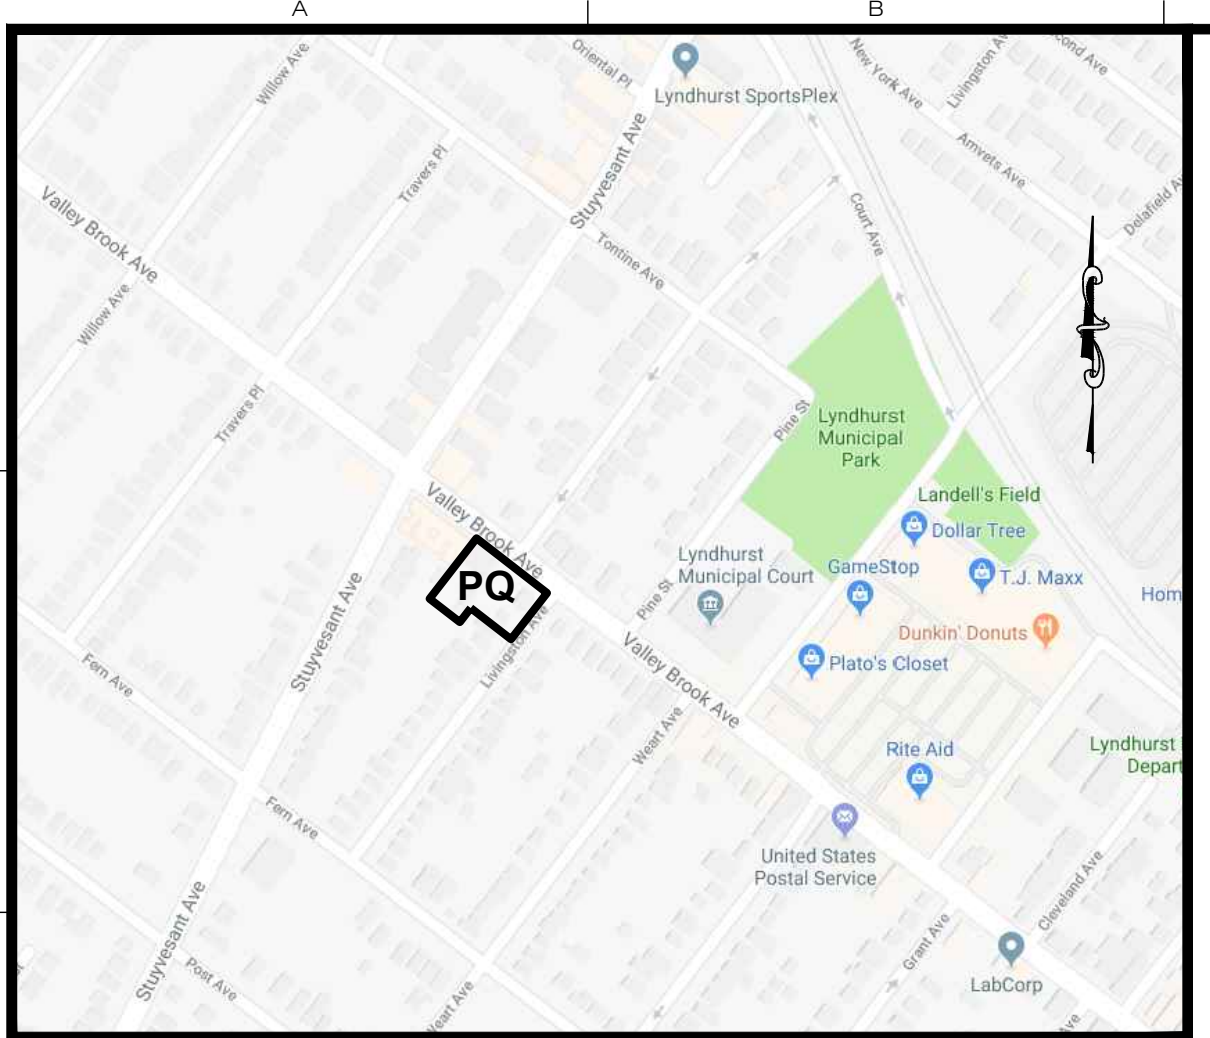 A
B
Willow Ave
Oriental Pl
Lyndhurst SportsPlex
New York Ave
Livingston Av
cond Ave
Amvets Ave
Delafield A
Travers Pl
Stuyvesant Ave
Court Ave
Valley Brook Ave
Tontine Ave
Willow Ave
Travers Pl
Pine St
Lyndhurst
Municipal
Park
Landell's Field
Dollar Tree
Valley Brook Ave
Lyndhurst
Municipal Court
GameStop
T.J. Maxx
Hom
PQ
Pine St
Dunkin' Donuts
Livingston Ave
Stuyvesant Ave
Valley Brook Ave
Plato's Closet
Fern Ave
Weart Ave
Rite Aid
Lyndhurst
Depart
Fern Ave
United States
Postal Service
Cleveland Ave
Stuyvesant Ave
Grant Ave
Post Ave
LabCorp
Weart Ave
Ave